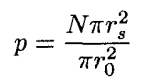 p = \frac{N\pi r_s^2}{\pi r_0^2}